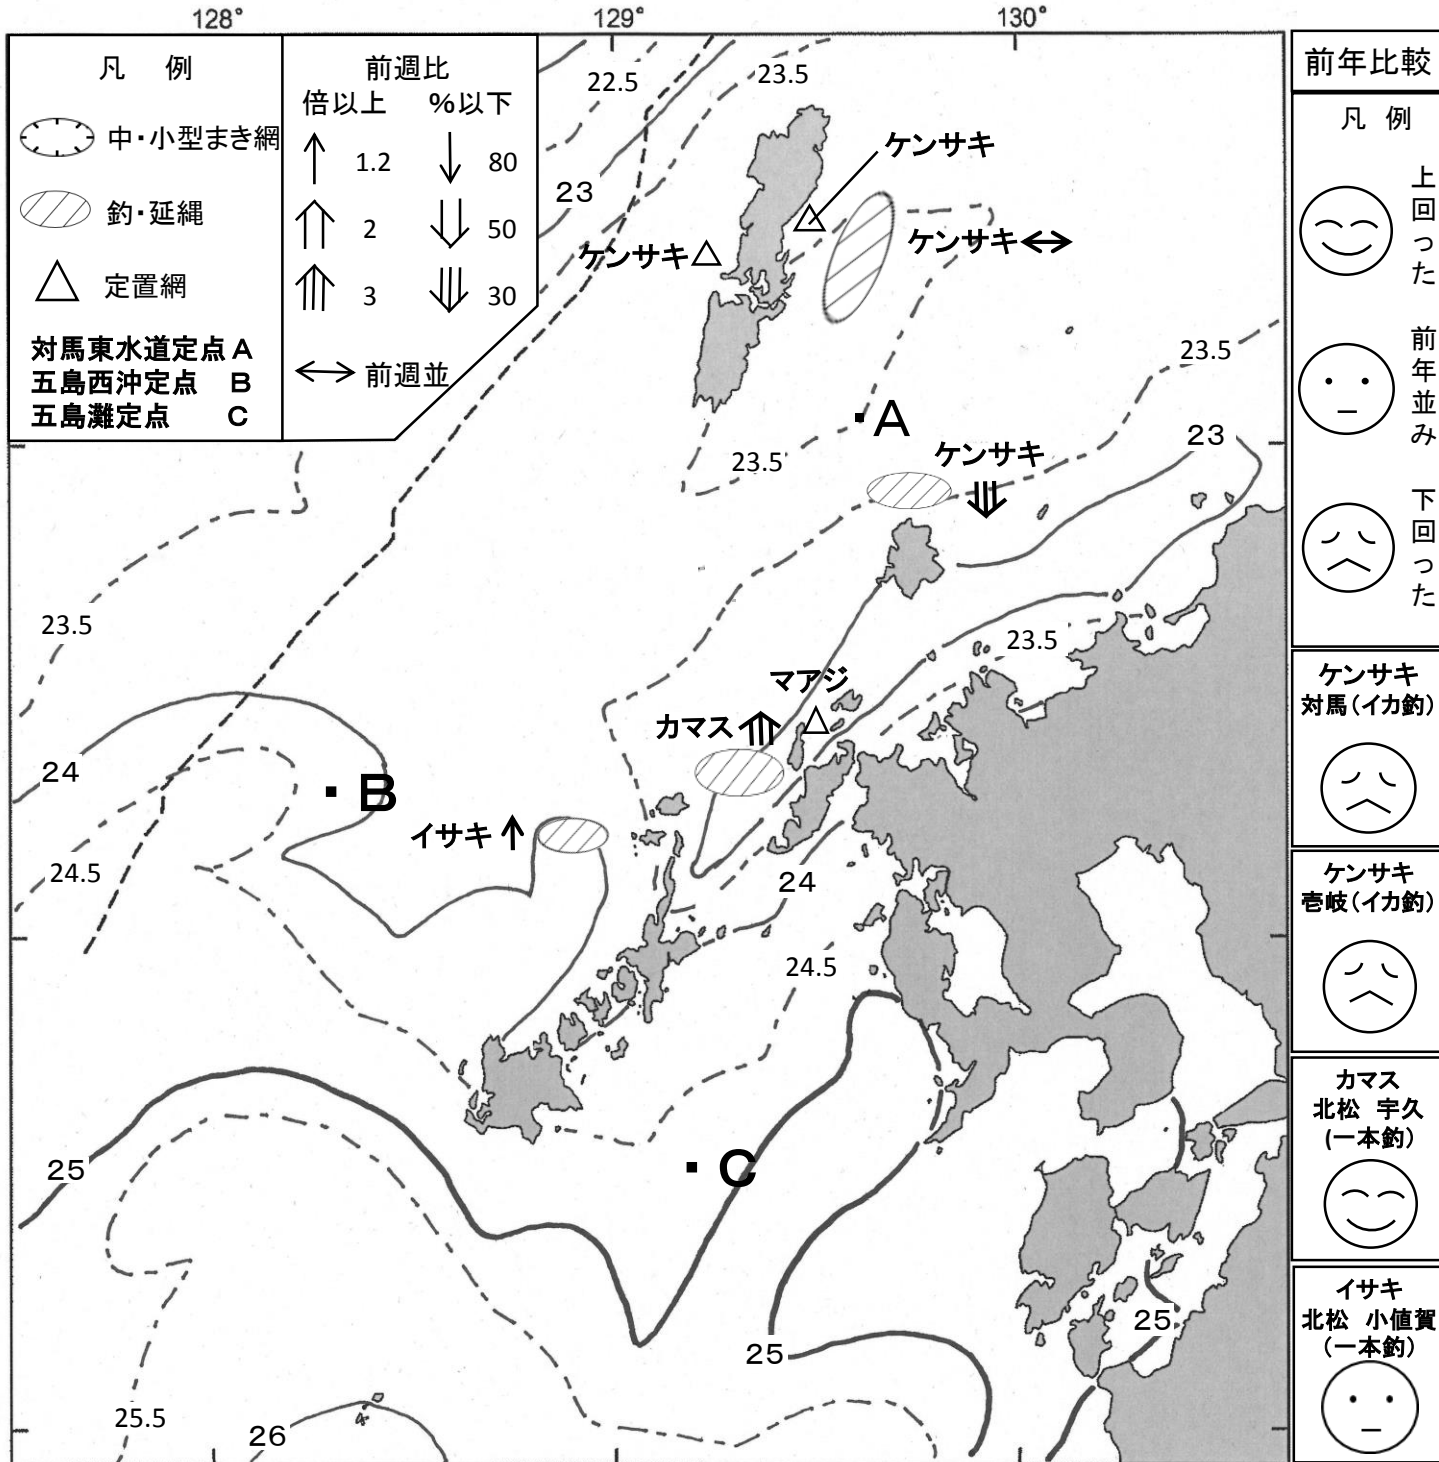 128°
129°
130°
凡 例
中・小型まき網
釣・延縄
定置網
対馬東水道定点 A
五島西沖定点 B
五島灘定点 C
前週比
倍以上 %以下
1.2 80
2 50
3 30
前週並
22.5
23.5
23
ケンサキ
ケンサキ
ケンサキ
A
23.5
23.5
23
ケンサキ
23.5
23.5
マアジ
カマス
24
B
イサキ
24.5
24
24.5
25
C
25
25
25.5
26
前年比較
凡 例
上回った
前年並み
下回った
ケンサキ
対馬(イカ釣)
ケンサキ
壱岐(イカ釣)
カマス
北松 宇久
(一本釣)
イサキ
北松 小値賀
(一本釣)